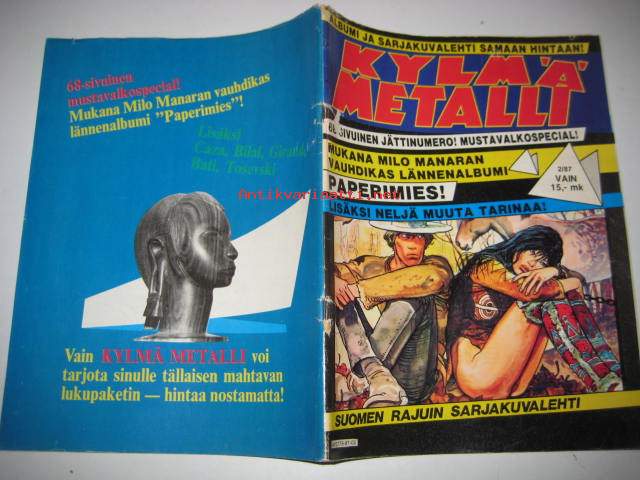 68-sivuinen
mustavalkospecial!
Mukana Milo Manaran vauhdikas
lännenalbumi ”Paperimies”!
Lisäksi
Caza, Bilal, Giraud,
Bati, Tosevski
antikvariaatti.net
Vain KYLMÄ METALLI voi
tarjota sinulle tällaisen mahtavan
lukupaketin — hintaa nostamatta!
ALBUMI JA SARJAKUVALEHTI SAMAAN HINTAAN!
KYLMÄ
METALLI
68-SIVUINEN JÄTTINUMERO! MUSTAVALKOSPECIAL!
MUKANA MILO MANARAN
VAUHDIKAS LÄNNENALBUMI
PAPERIMIES!
2/87
VAIN
15,- mk
LISÄKSI NELJÄ MUUTA TARINAA!
SUOMEN RAJUIN SARJAKUVALEHTI